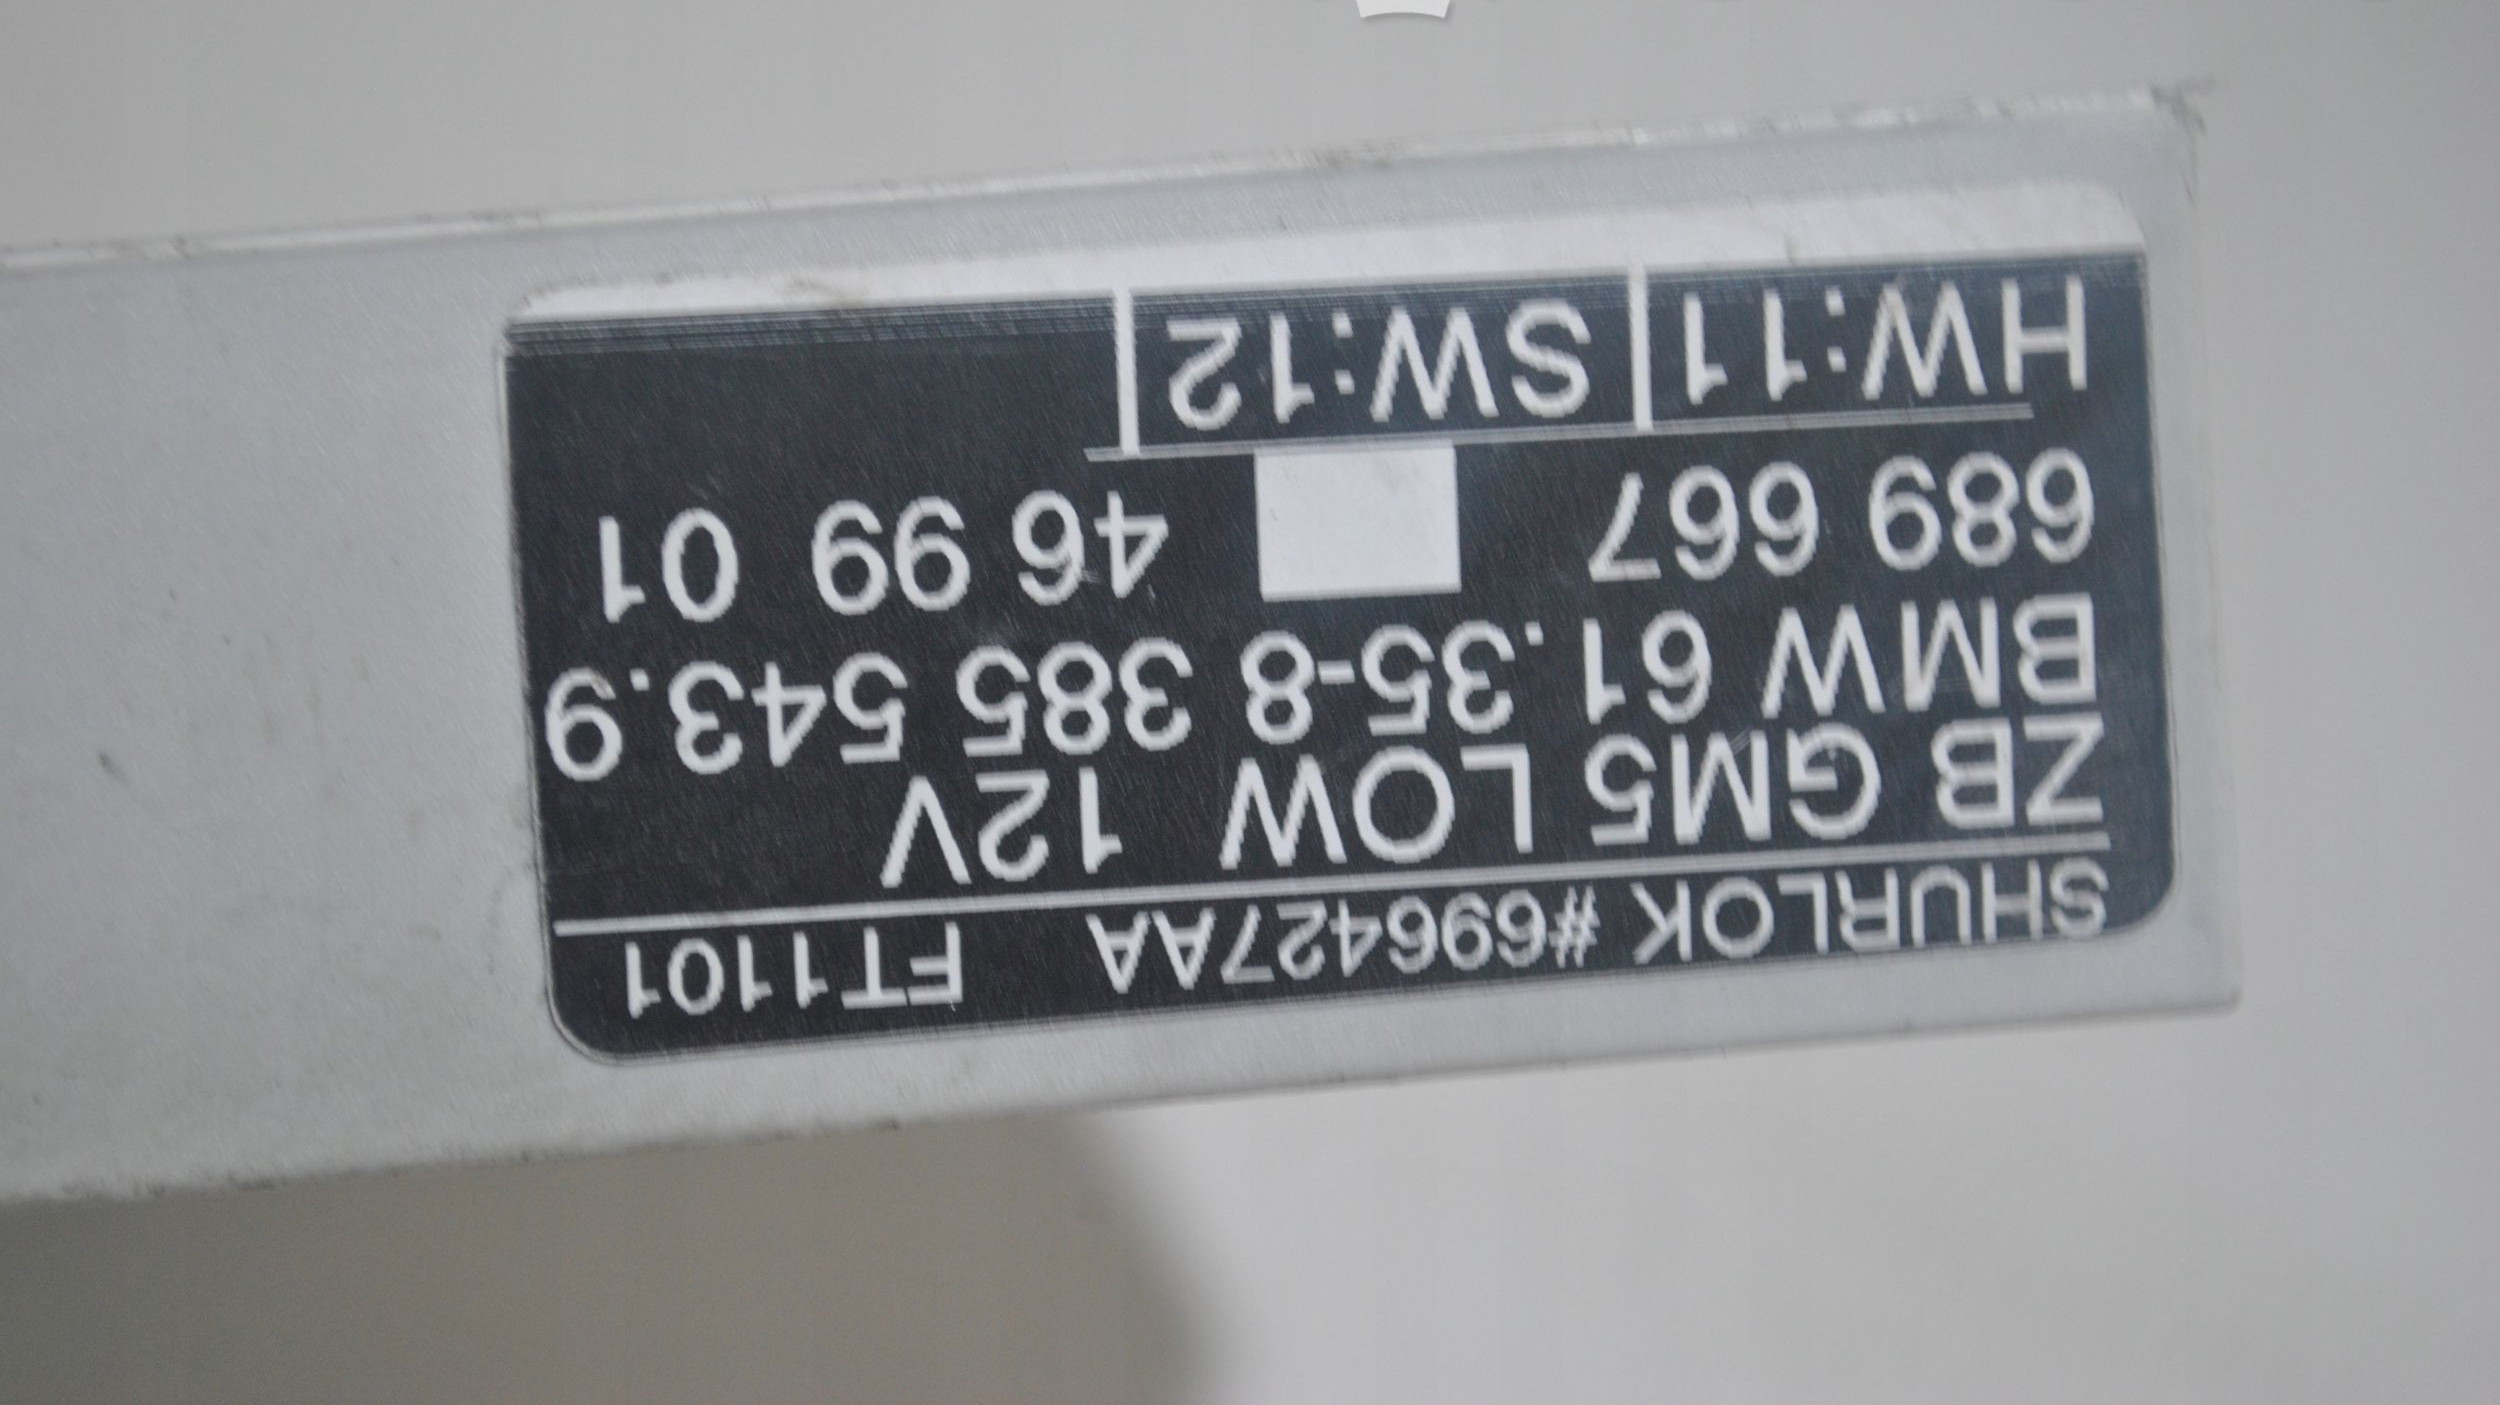 SHURLOK #696427AA FT1101
ZB GM5 LOW 12V
BMW 61.35-8 385 543.9
689 667 46 99 01
HW:11 SW:12